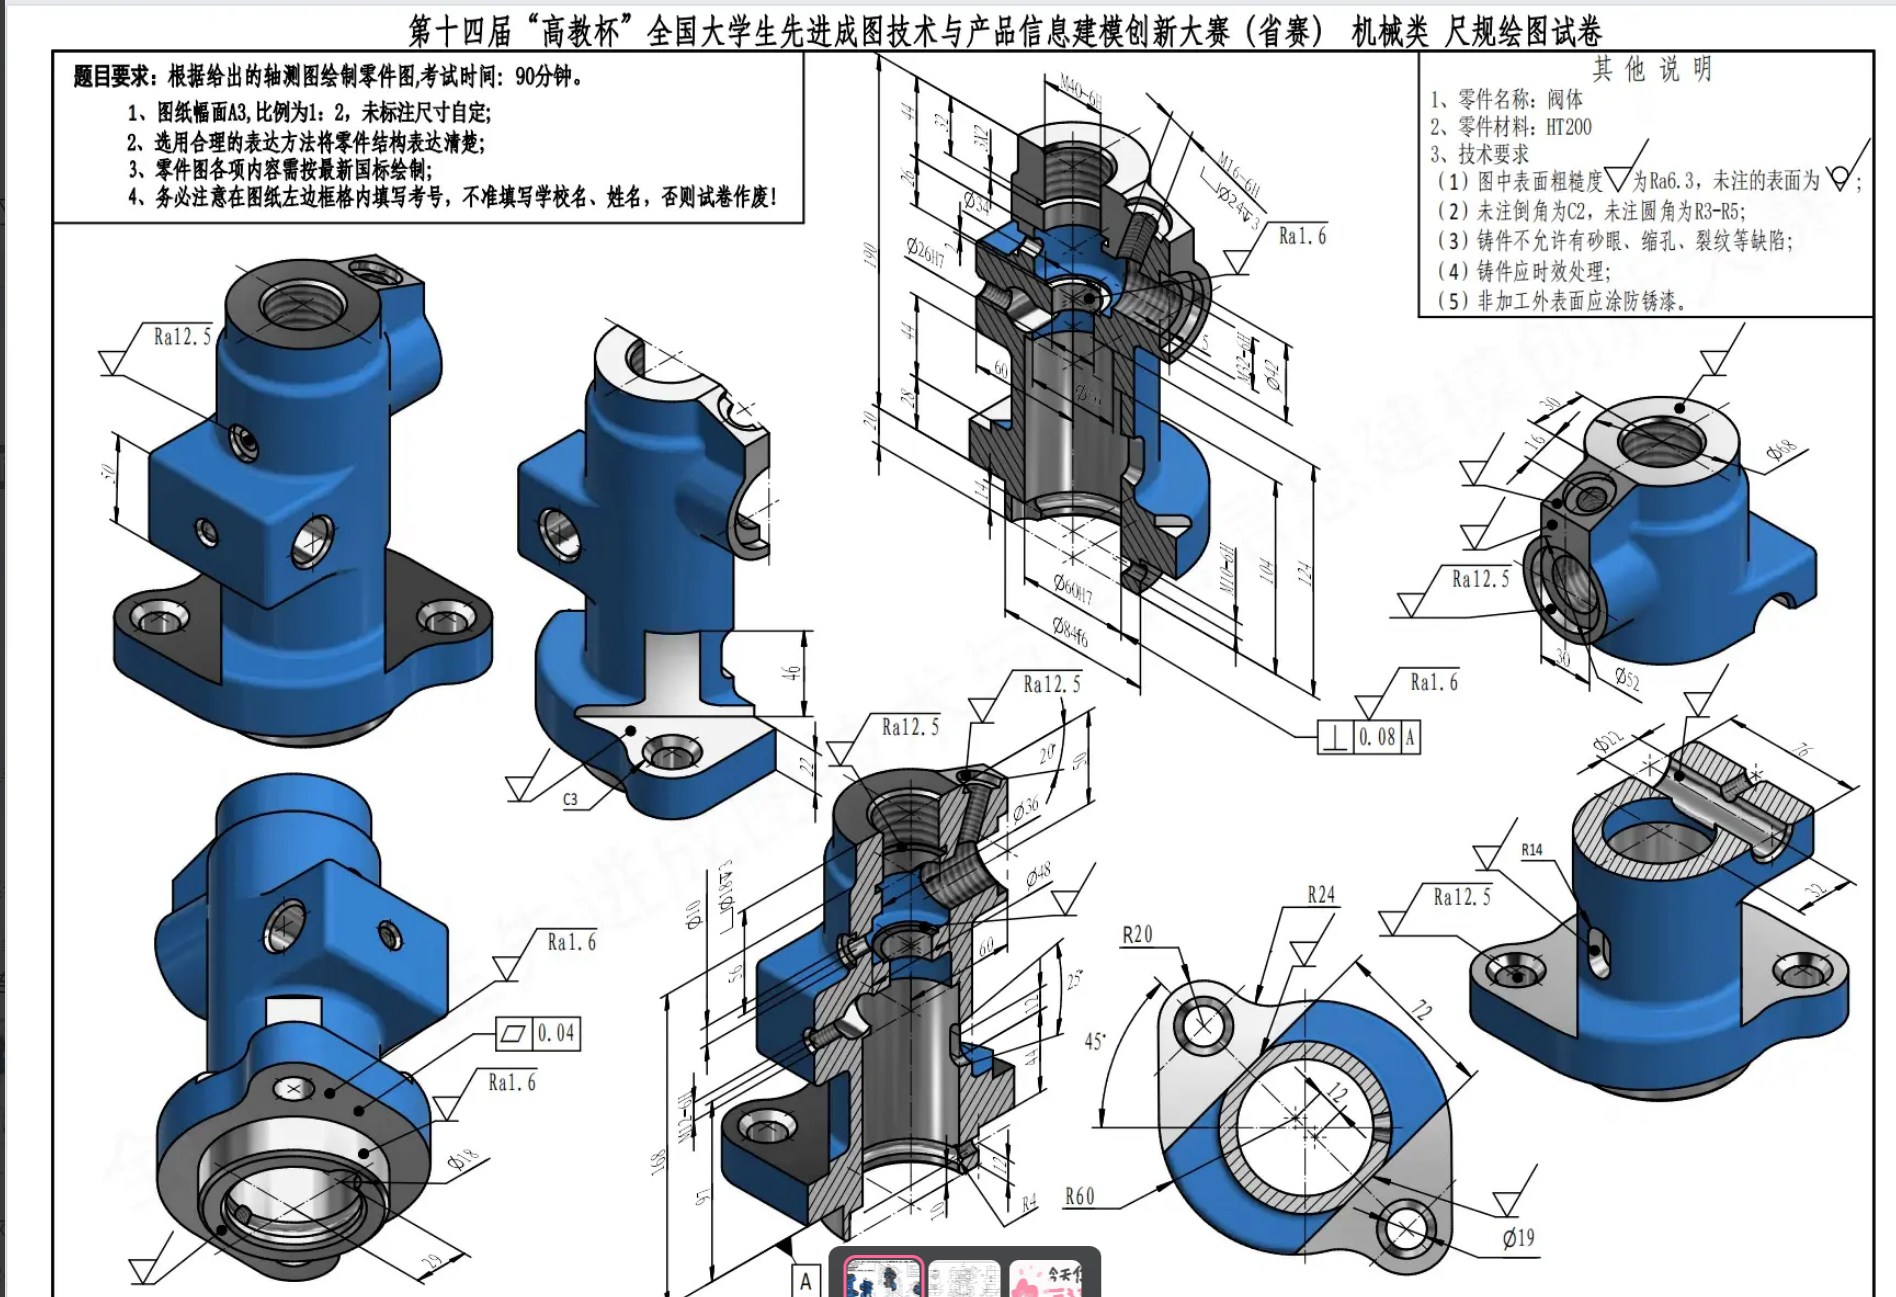 第十四届“高教杯”全国大学生先进成图技术与产品信息建模创新大赛（省赛） 机械类 尺规绘图试卷
题目要求：根据给出的轴测图绘制零件图,考试时间：90分钟。
1、图纸幅面A3,比例为1：2，未标注尺寸自定;
2、选用合理的表达方法将零件结构表达清楚;
3、零件图各项内容需按最新国标绘制;
4、务必注意在图纸左边框格内填写考号，不准填写学校名、姓名，否则试卷作废!
其他说明
1、零件名称：阀体
2、零件材料：HT200
3、技术要求
（1）图中表面粗糙度 为Ra6.3，未注的表面为 ;
（2）未注倒角为C2，未注圆角为R3-R5;
（3）铸件不允许有砂眼、缩孔、裂纹等缺陷;
（4）铸件应时效处理;
（5）非加工外表面应涂防锈漆。
Ra12.5
50
46
22
C3
M40-6H
44
32
3X2
26
Ø34
2
Ø26H7
190
44
60
28
20
14
M16-6H
Ø24 3
Ra1.6
5
M32-6H
Ø42
M10-6H
104
124
Ø60H7
Ø84f6
Ra1.6
0.08 A
30
16
Ø68
Ra12.5
30
Ø52
Ra1.6
0.04
Ra1.6
Ø18
29
Ra12.5
Ra12.5
20°
50
Ø36
Ø48
60
25°
12
44
Ø10
Ø18 3
56
M12-6H
168
97
12
10
R4
A
R20
R24
45°
72
12
R60
Ø19
Ø22
76
R14
Ra12.5
32
今天